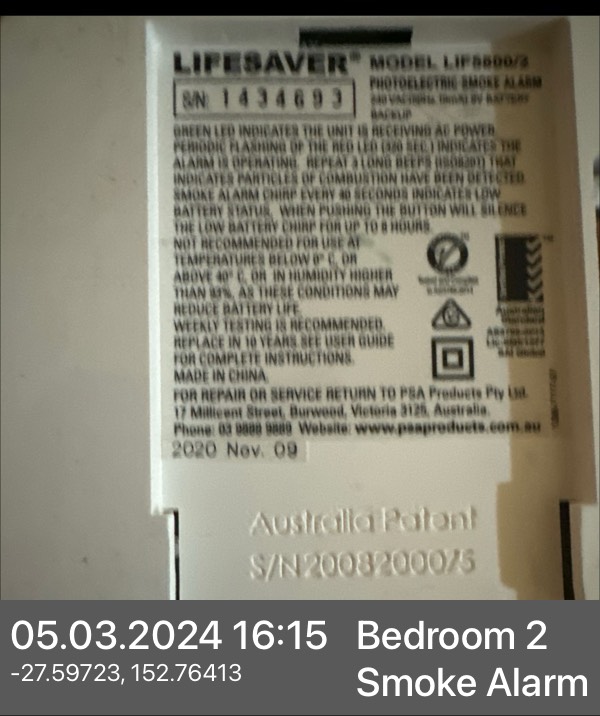 LIFESAVER® MODEL LIF5800/2
PHOTOELECTRIC SMOKE ALARM
S/N: 1434693
BACKUP
GREEN LED INDICATES THE UNIT IS RECEIVING AC POWER.
PERIODIC FLASHING OF THE RED LED (320 SEC.) INDICATES THE
ALARM IS OPERATING. REPEAT 3 LONG BEEPS (ISO8201) THAT
INDICATES PARTICLES OF COMBUSTION HAVE BEEN DETECTED.
SMOKE ALARM CHIRP EVERY 40 SECONDS INDICATES LOW
BATTERY STATUS. WHEN PUSHING THE BUTTON WILL SILENCE
THE LOW BATTERY CHIRP FOR UP TO 8 HOURS.
NOT RECOMMENDED FOR USE AT
TEMPERATURES BELOW 0° C, OR
ABOVE 40° C, OR IN HUMIDITY HIGHER
THAN 93%, AS THESE CONDITIONS MAY
REDUCE BATTERY LIFE.
WEEKLY TESTING IS RECOMMENDED.
REPLACE IN 10 YEARS SEE USER GUIDE
FOR COMPLETE INSTRUCTIONS.
MADE IN CHINA
FOR REPAIR OR SERVICE RETURN TO PSA Products Pty Ltd.
17 Millicent Street, Burwood, Victoria 3125, Australia.
Phone: 03 9888 9889 Website: www.psaproducts.com.au
2020 Nov. 09
Australia Patent
S/N2008200075
05.03.2024 16:15
-27.59723, 152.76413
Bedroom 2
Smoke Alarm